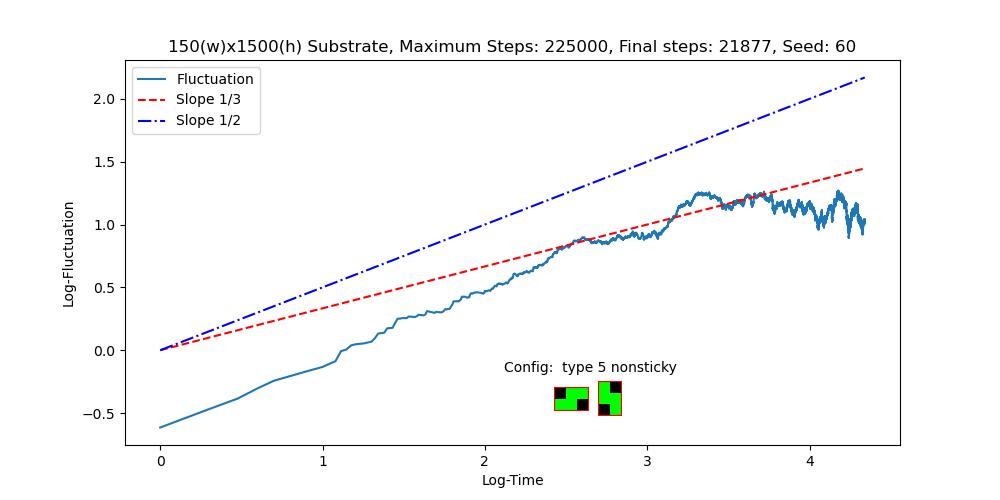 150(w)x1500(h) Substrate, Maximum Steps: 225000, Final steps: 21877, Seed: 60
Fluctuation
Slope 1/3
Slope 1/2
2.0
1.5
1.0
0.5
0.0
−0.5
Log-Fluctuation
Config:  type 5 nonsticky
0
1
2
3
4
Log-Time